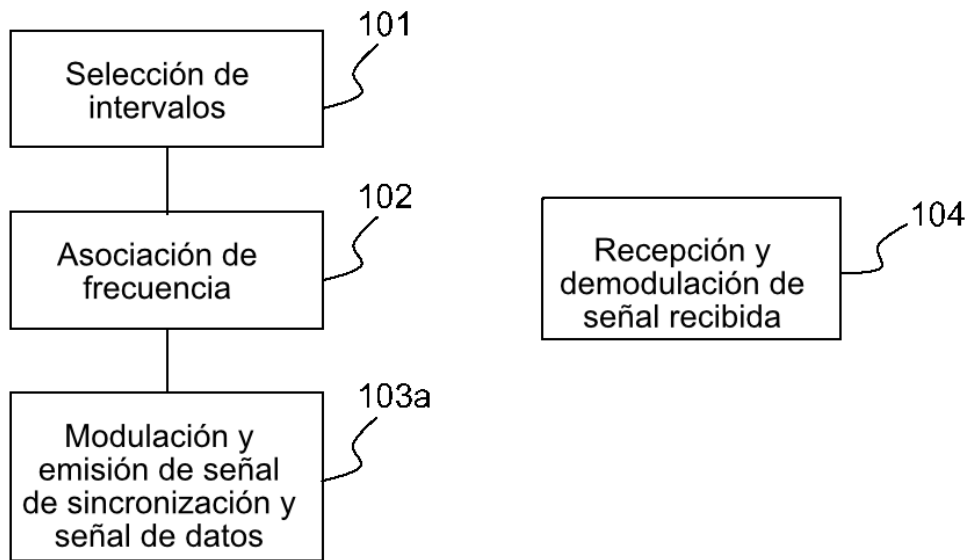 101
Selección de
intervalos
102
Asociación de
frecuencia
103a
Modulación y
emisión de señal
de sincronización y
señal de datos
104
Recepción y
demodulación de
señal recibida